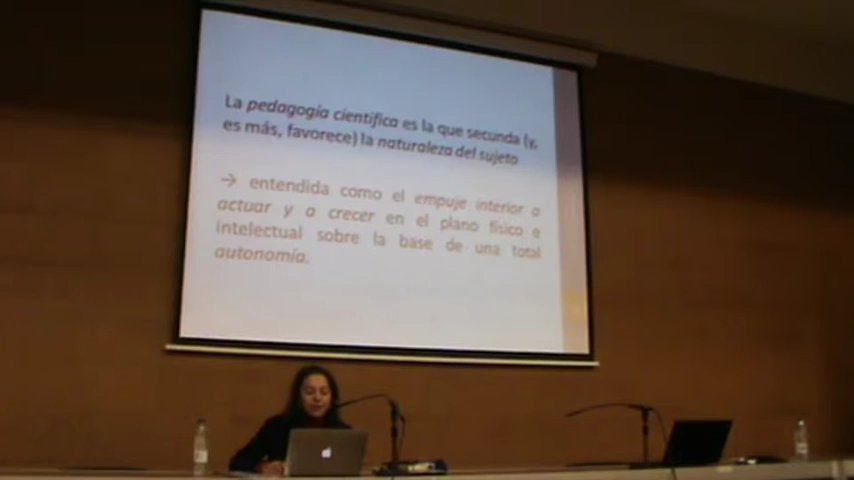 La pedagogía científica es la que secunda (y,
es más, favorece) la naturaleza del sujeto
→ entendida como el empuje interior a
actuar y a crecer en el plano físico e
intelectual sobre la base de una total
autonomía.